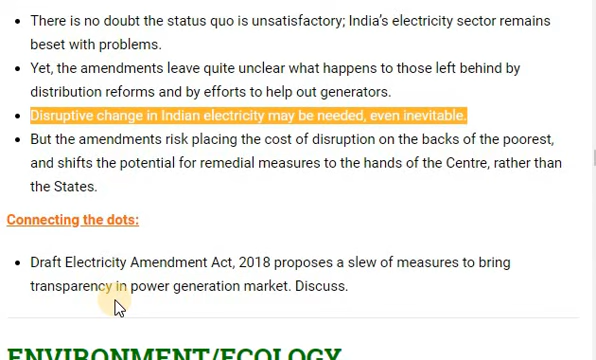 There is no doubt the status quo is unsatisfactory; India's electricity sector remains
beset with problems.
Yet, the amendments leave quite unclear what happens to those left behind by
distribution reforms and by efforts to help out generators.
Disruptive change in Indian electricity may be needed, even inevitable.
But the amendments risk placing the cost of disruption on the backs of the poorest,
and shifts the potential for remedial measures to the hands of the Centre, rather than
the States.
Connecting the dots:
Draft Electricity Amendment Act, 2018 proposes a slew of measures to bring
transparency in power generation market. Discuss.
ENVIRONMENT/ECOLOGY